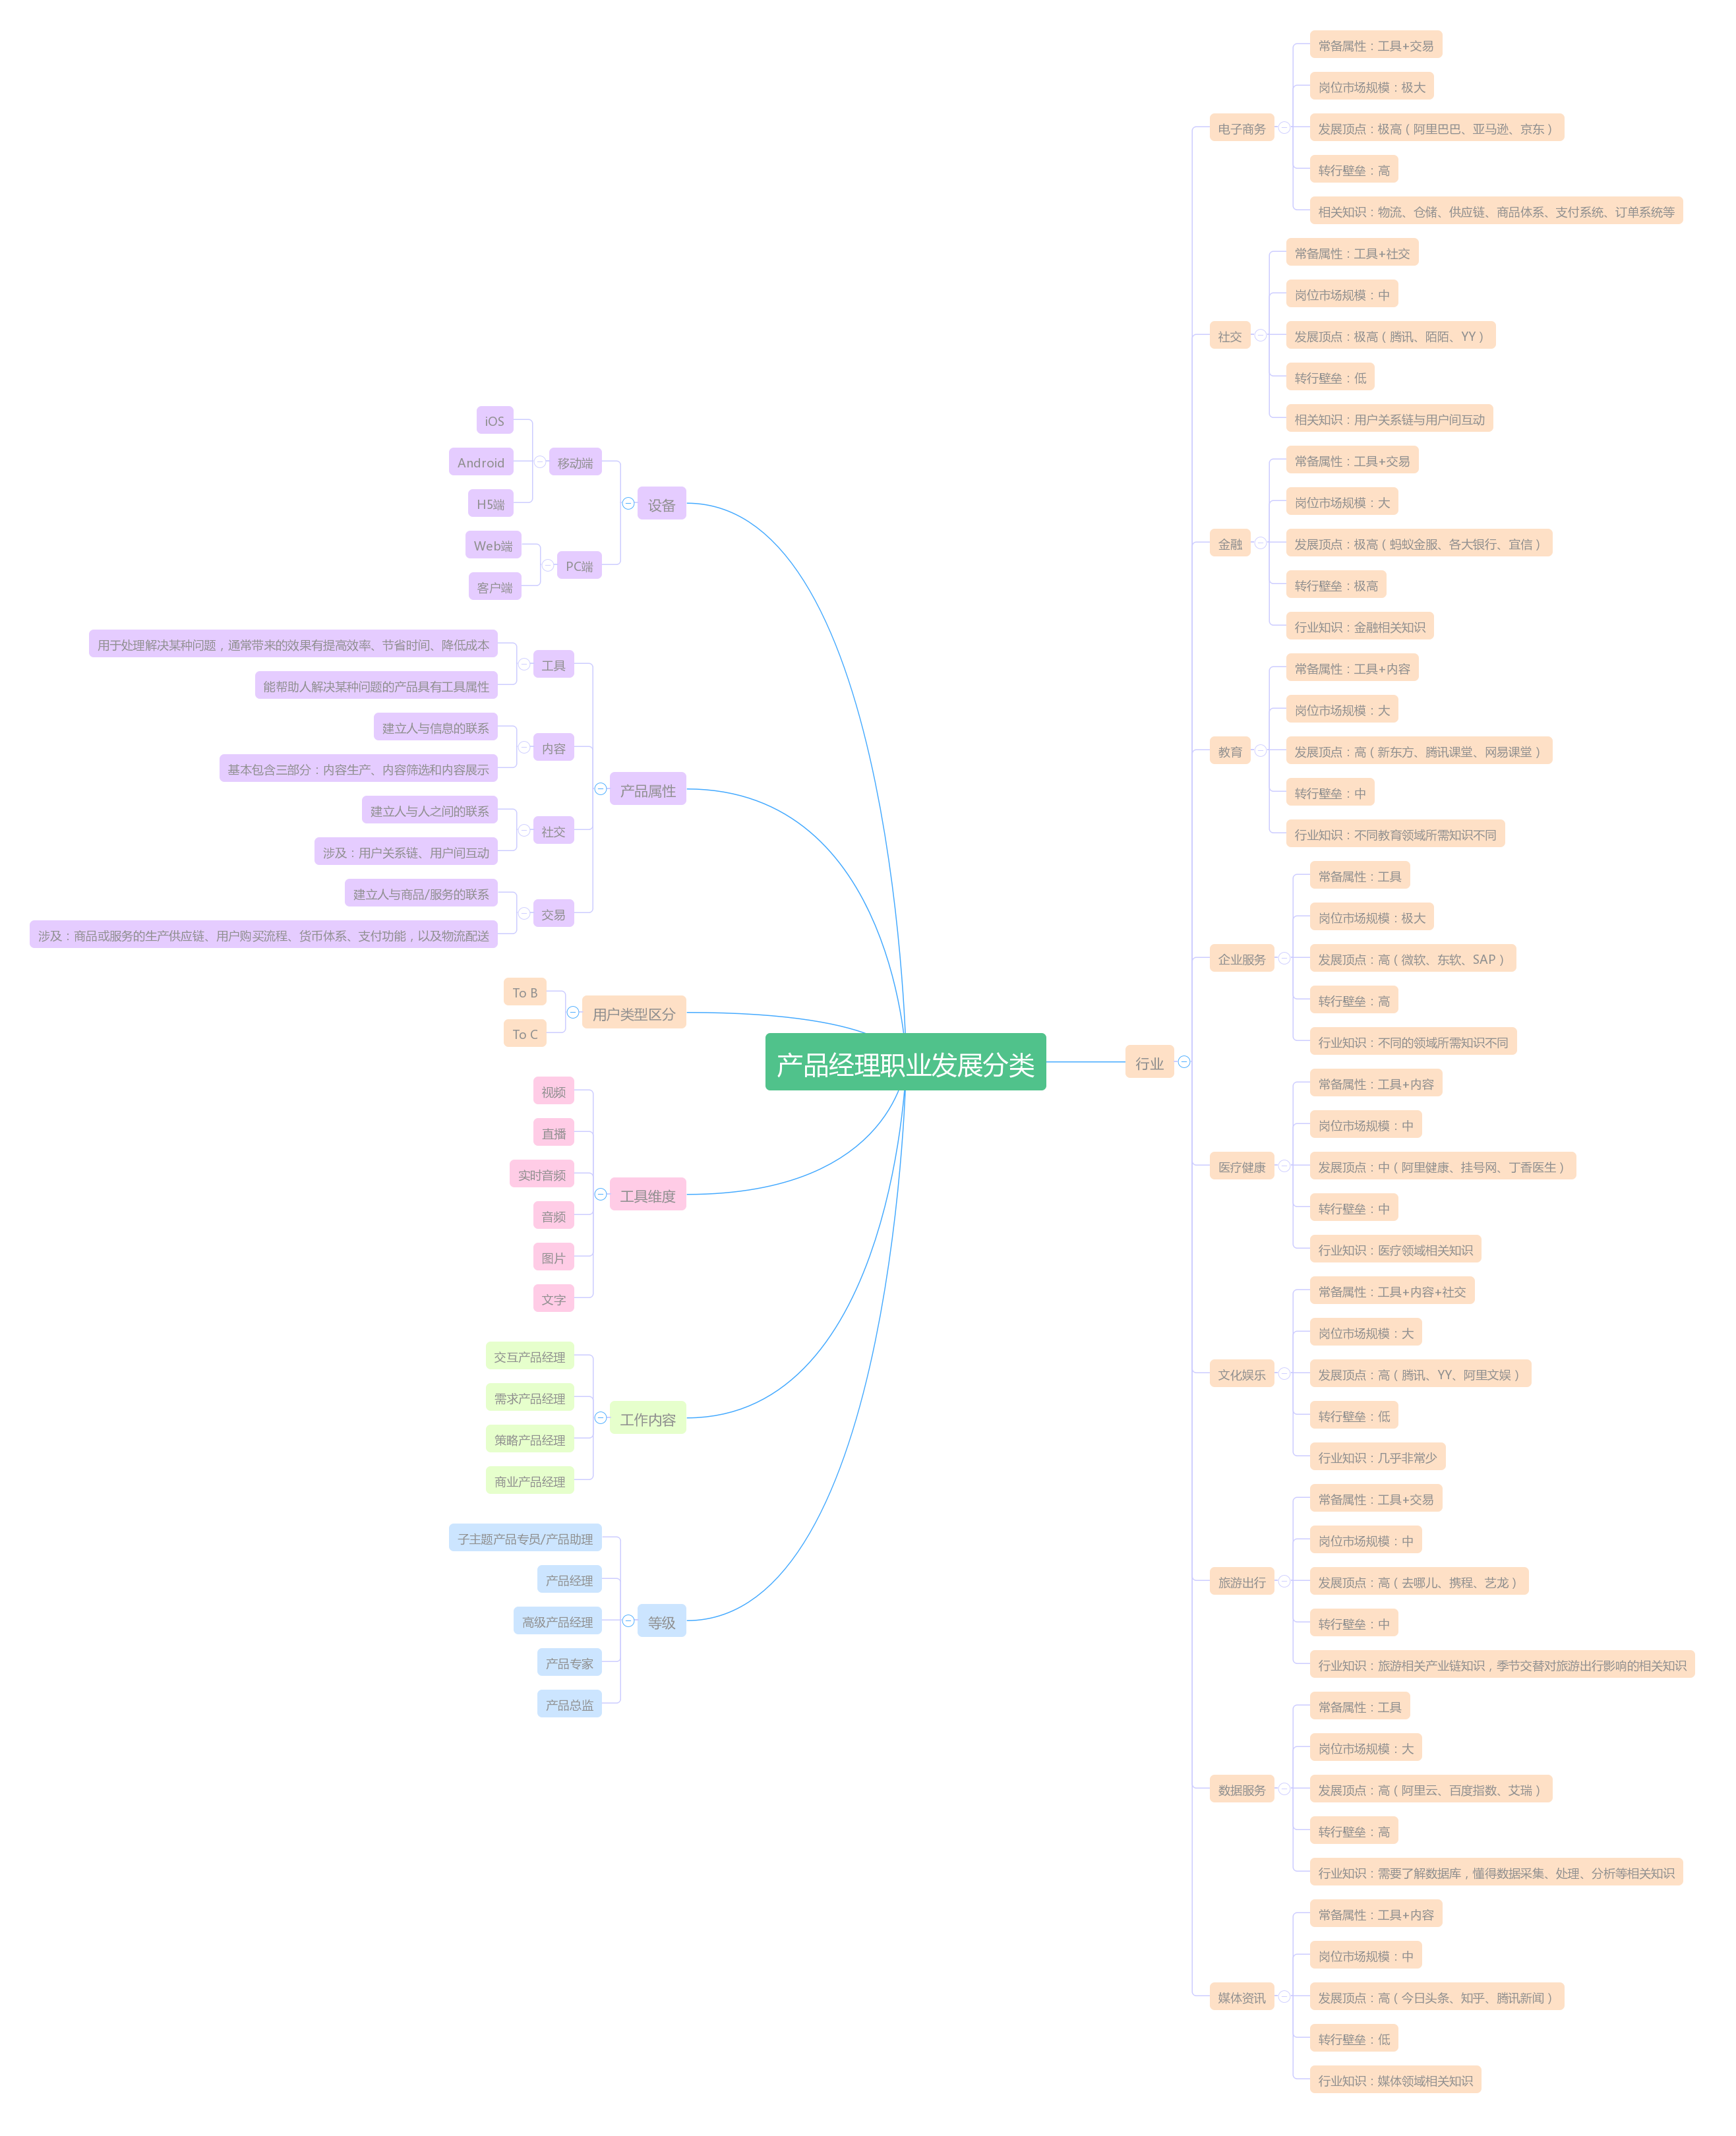 产品经理职业发展分类
设备
移动端
iOS
Android
H5端
PC端
Web端
客户端
产品属性
工具
用于处理解决某种问题，通常带来的效果有提高效率、节省时间、降低成本
能帮助人解决某种问题的产品具有工具属性
内容
建立人与信息的联系
基本包含三部分：内容生产、内容筛选和内容展示
社交
建立人与人之间的联系
涉及：用户关系链、用户间互动
交易
建立人与商品/服务的联系
涉及：商品或服务的生产供应链、用户购买流程、货币体系、支付功能，以及物流配送
用户类型区分
To B
To C
工具维度
视频
直播
实时音频
音频
图片
文字
工作内容
交互产品经理
需求产品经理
策略产品经理
商业产品经理
等级
子主题产品专员/产品助理
产品经理
高级产品经理
产品专家
产品总监
行业
电子商务
常备属性：工具+交易
岗位市场规模：极大
发展顶点：极高（阿里巴巴、亚马逊、京东）
转行壁垒：高
相关知识：物流、仓储、供应链、商品体系、支付系统、订单系统等
社交
常备属性：工具+社交
岗位市场规模：中
发展顶点：极高（腾讯、陌陌、YY）
转行壁垒：低
相关知识：用户关系链与用户间互动
金融
常备属性：工具+交易
岗位市场规模：大
发展顶点：极高（蚂蚁金服、各大银行、宜信）
转行壁垒：极高
行业知识：金融相关知识
教育
常备属性：工具+内容
岗位市场规模：大
发展顶点：高（新东方、腾讯课堂、网易课堂）
转行壁垒：中
行业知识：不同教育领域所需知识不同
企业服务
常备属性：工具
岗位市场规模：极大
发展顶点：高（微软、东软、SAP）
转行壁垒：高
行业知识：不同的领域所需知识不同
医疗健康
常备属性：工具+内容
岗位市场规模：中
发展顶点：中（阿里健康、挂号网、丁香医生）
转行壁垒：中
行业知识：医疗领域相关知识
文化娱乐
常备属性：工具+内容+社交
岗位市场规模：大
发展顶点：高（腾讯、YY、阿里文娱）
转行壁垒：低
行业知识：几乎非常少
旅游出行
常备属性：工具+交易
岗位市场规模：中
发展顶点：高（去哪儿、携程、艺龙）
转行壁垒：中
行业知识：旅游相关产业链知识，季节交替对旅游出行影响的相关知识
数据服务
常备属性：工具
岗位市场规模：大
发展顶点：高（阿里云、百度指数、艾瑞）
转行壁垒：高
行业知识：需要了解数据库，懂得数据采集、处理、分析等相关知识
媒体资讯
常备属性：工具+内容
岗位市场规模：中
发展顶点：高（今日头条、知乎、腾讯新闻）
转行壁垒：低
行业知识：媒体领域相关知识